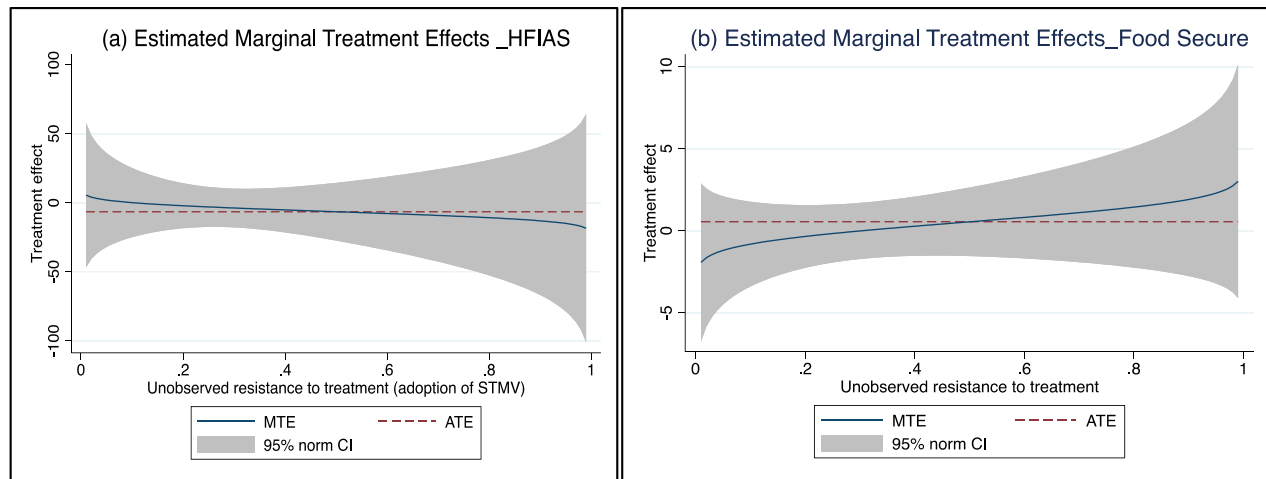 (a) Estimated Marginal Treatment Effects _HFIAS
Treatment effect
100
50
0
-50
-100
0 .2 .4 .6 .8 1
Unobserved resistance to treatment (adoption of STMV)
MTE ATE
95% norm CI
(b) Estimated Marginal Treatment Effects_Food Secure
Treatment effect
10
5
0
-5
0 .2 .4 .6 .8 1
Unobserved resistance to treatment
MTE ATE
95% norm CI